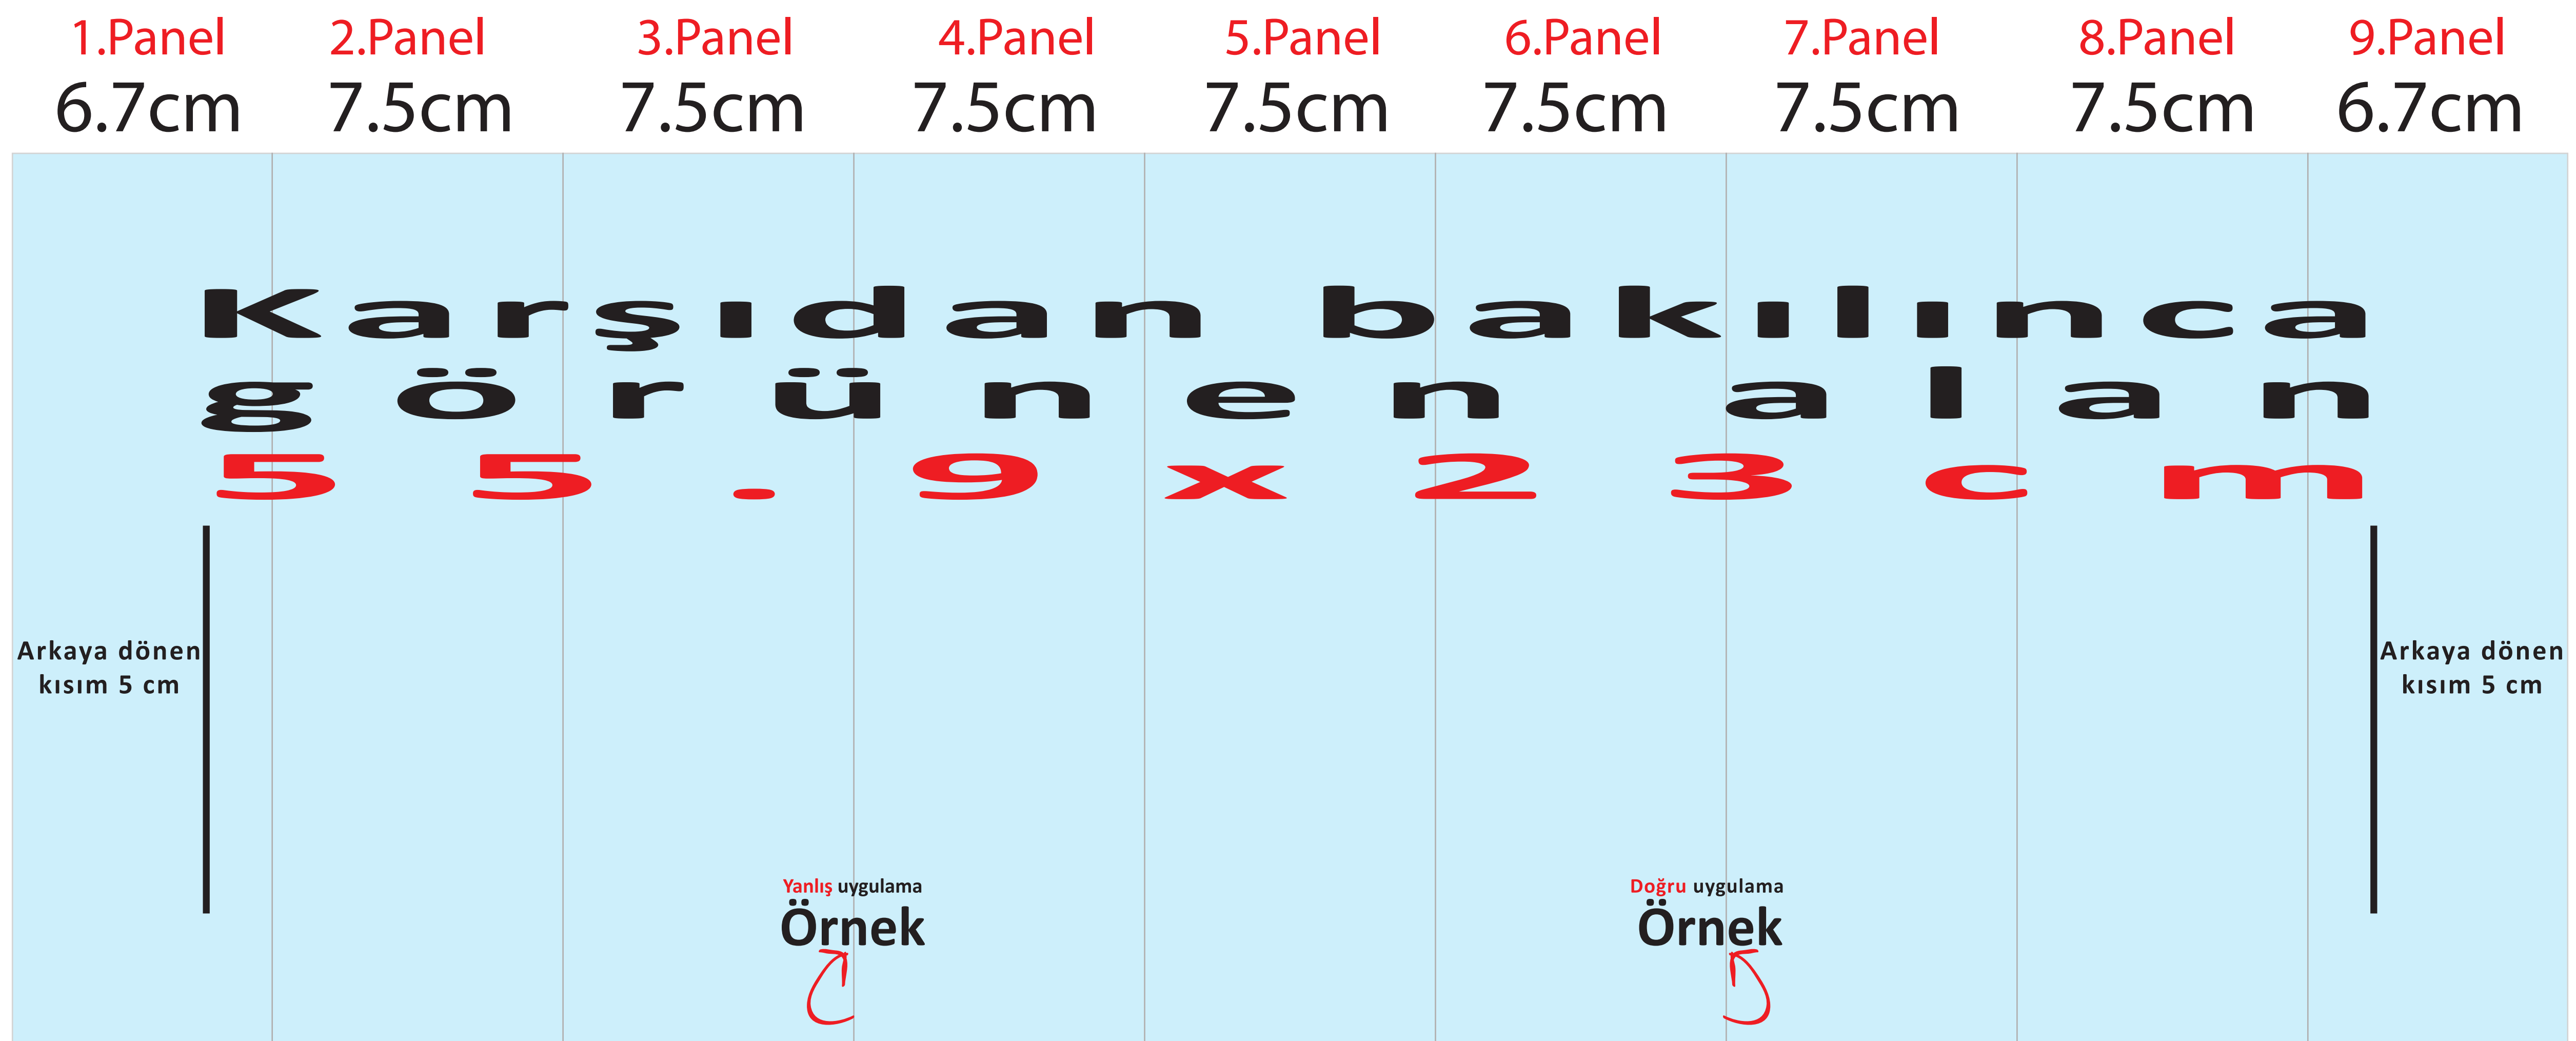 1.Panel 2.Panel 3.Panel 4.Panel 5.Panel 6.Panel 7.Panel 8.Panel 9.Panel
6.7cm 7.5cm 7.5cm 7.5cm 7.5cm 7.5cm 7.5cm 7.5cm 6.7cm
Karşıdan bakılınca
görünen alan
55.9x23cm
Arkaya dönen
kısım 5 cm
Arkaya dönen
kısım 5 cm
Yanlış uygulama
Örnek
Doğru uygulama
Örnek